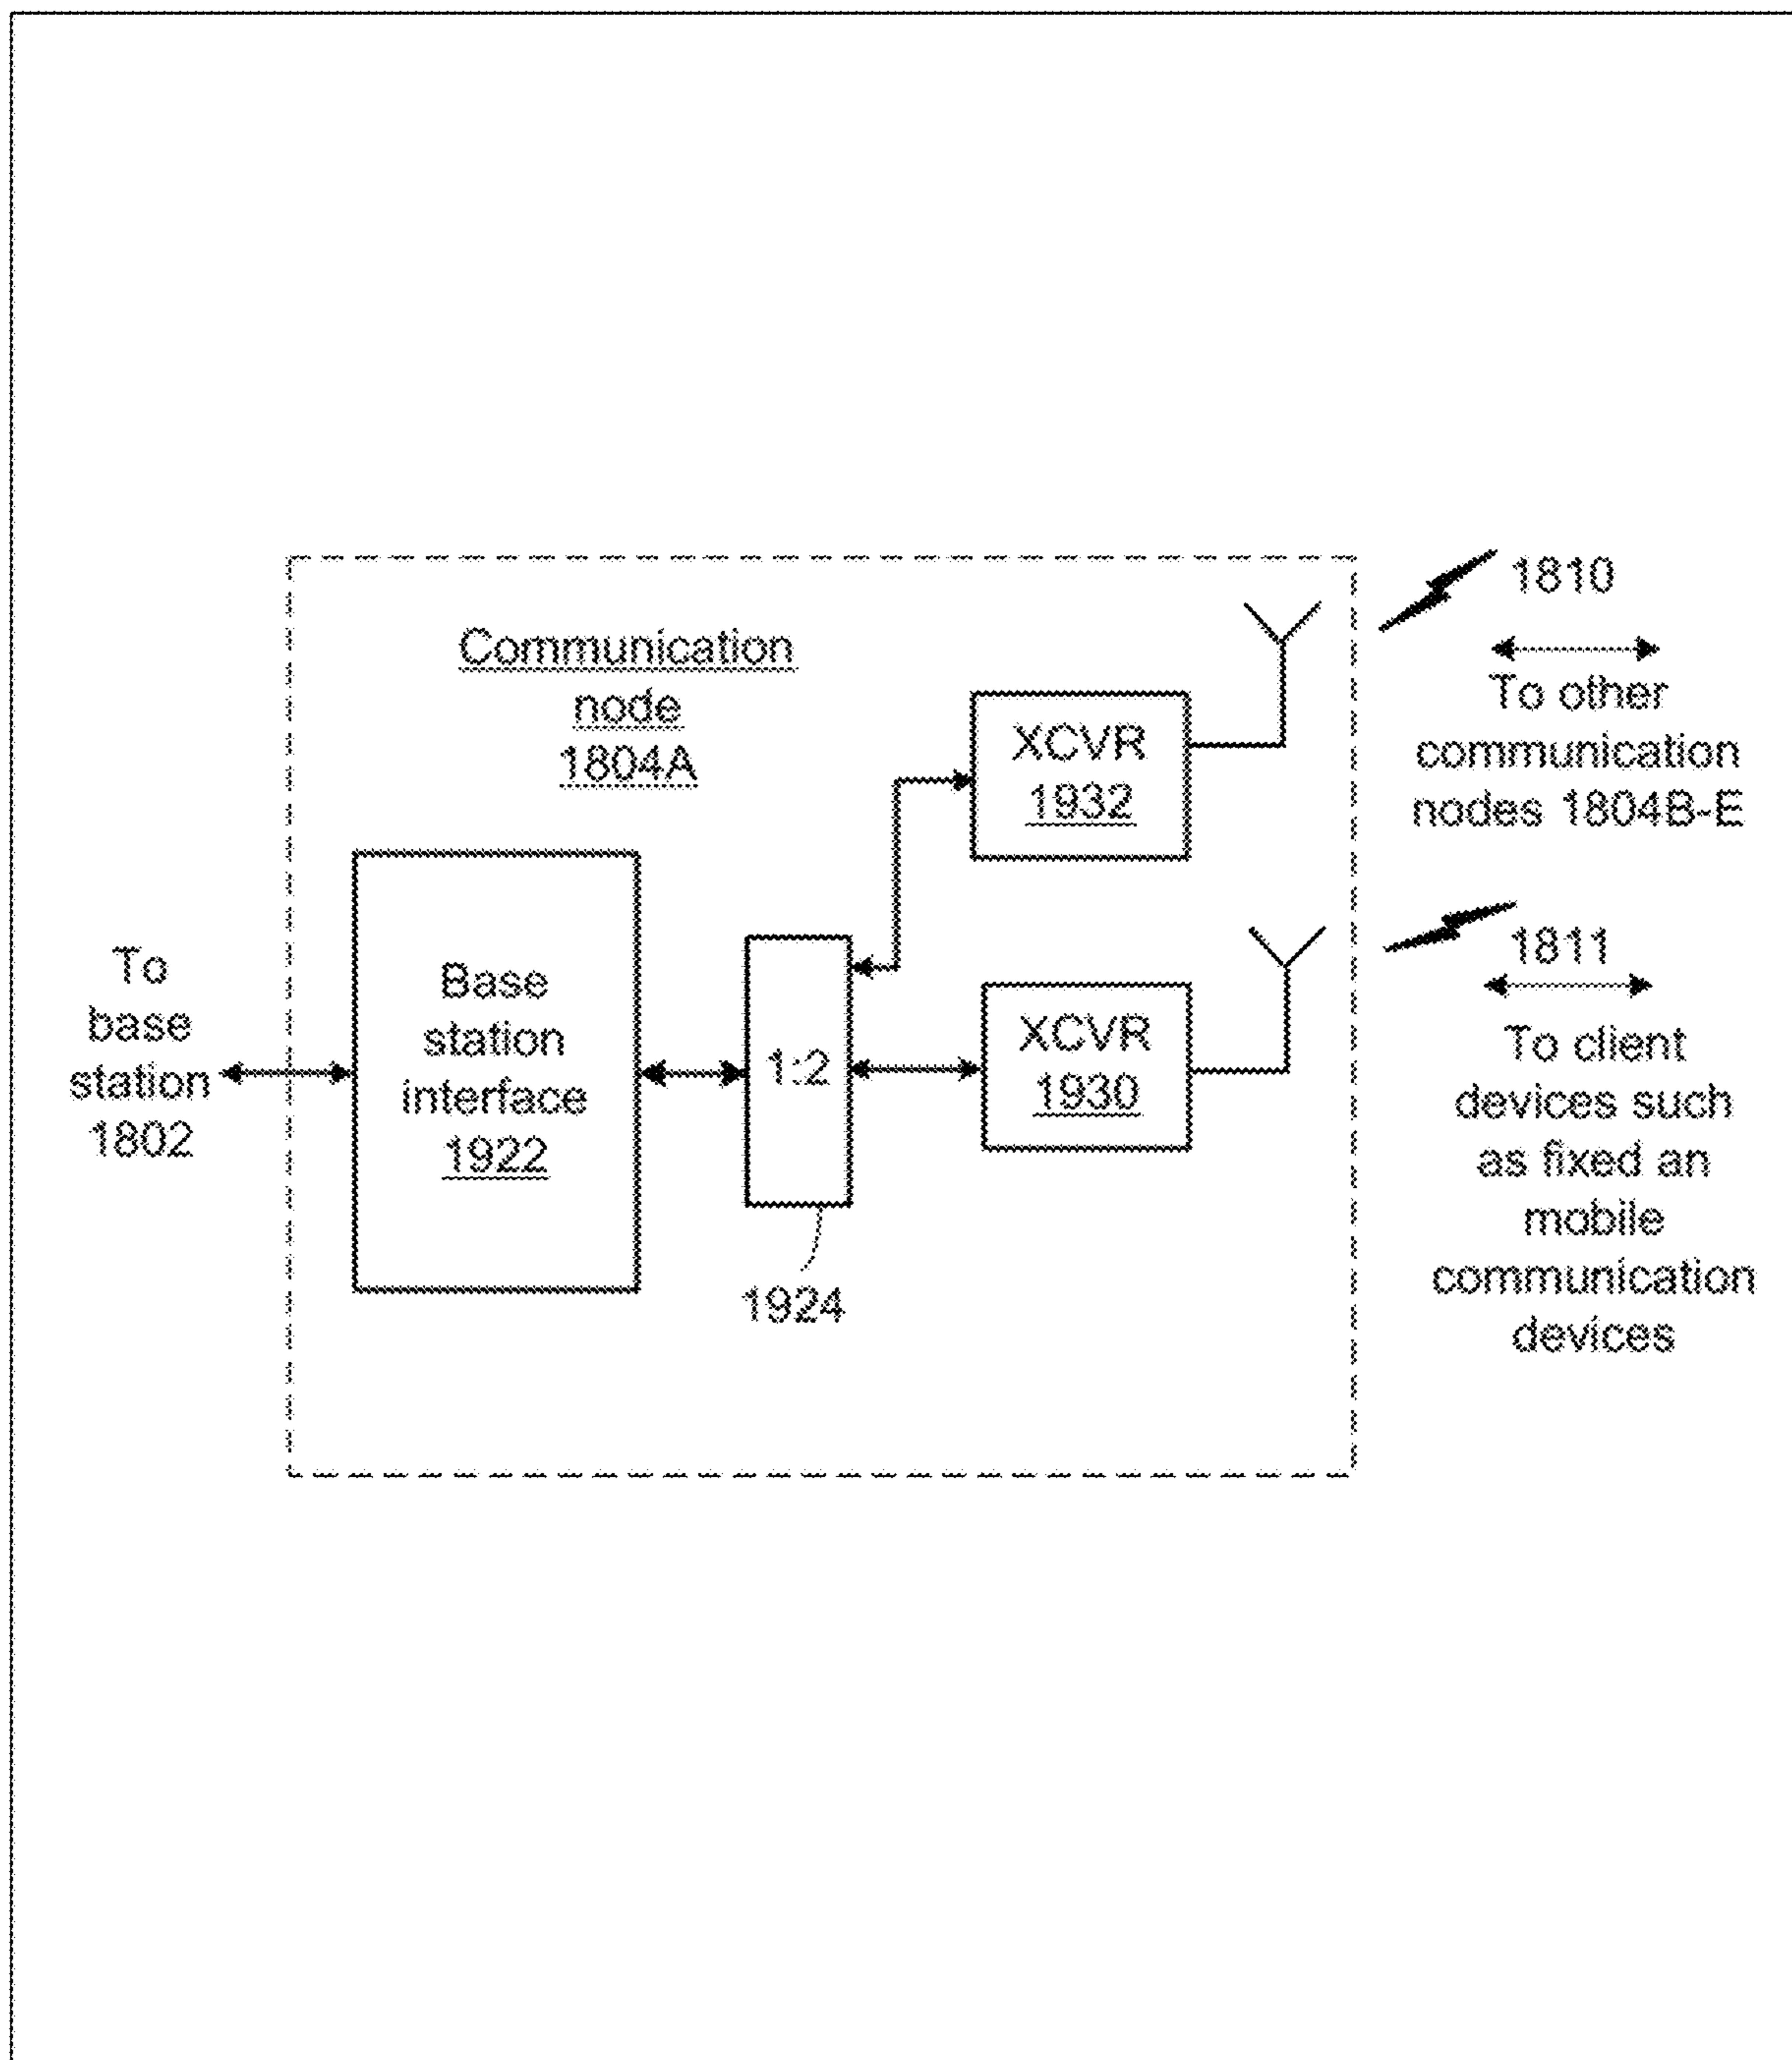 Communication
node
1804A
To
base
station
1802
Base
station
interface
1922
1:2
1924
XCVR
1932
XCVR
1930
1810
To other
communication
nodes 1804B-E
1811
To client
devices such
as fixed an
mobile
communication
devices